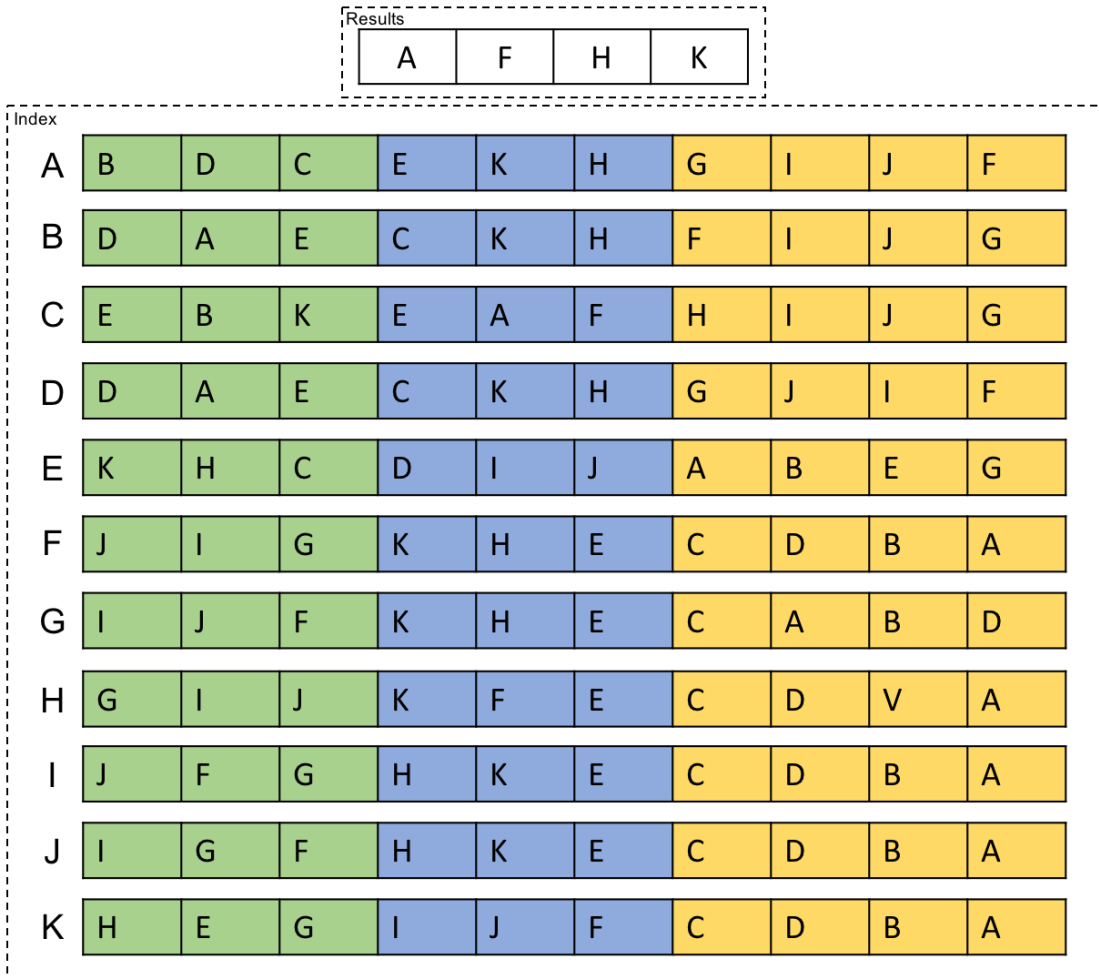 Results
A F H K
Index
A B D C E K H G I J F
B D A E C K H F I J G
C E B K E A F H I J G
D D A E C K H G J I F
E K H C D I J A B E G
F J I G K H E C D B A
G I J F K H E C A B D
H G I J K F E C D V A
I J F G H K E C D B A
J I G F H K E C D B A
K H E G I J F C D B A